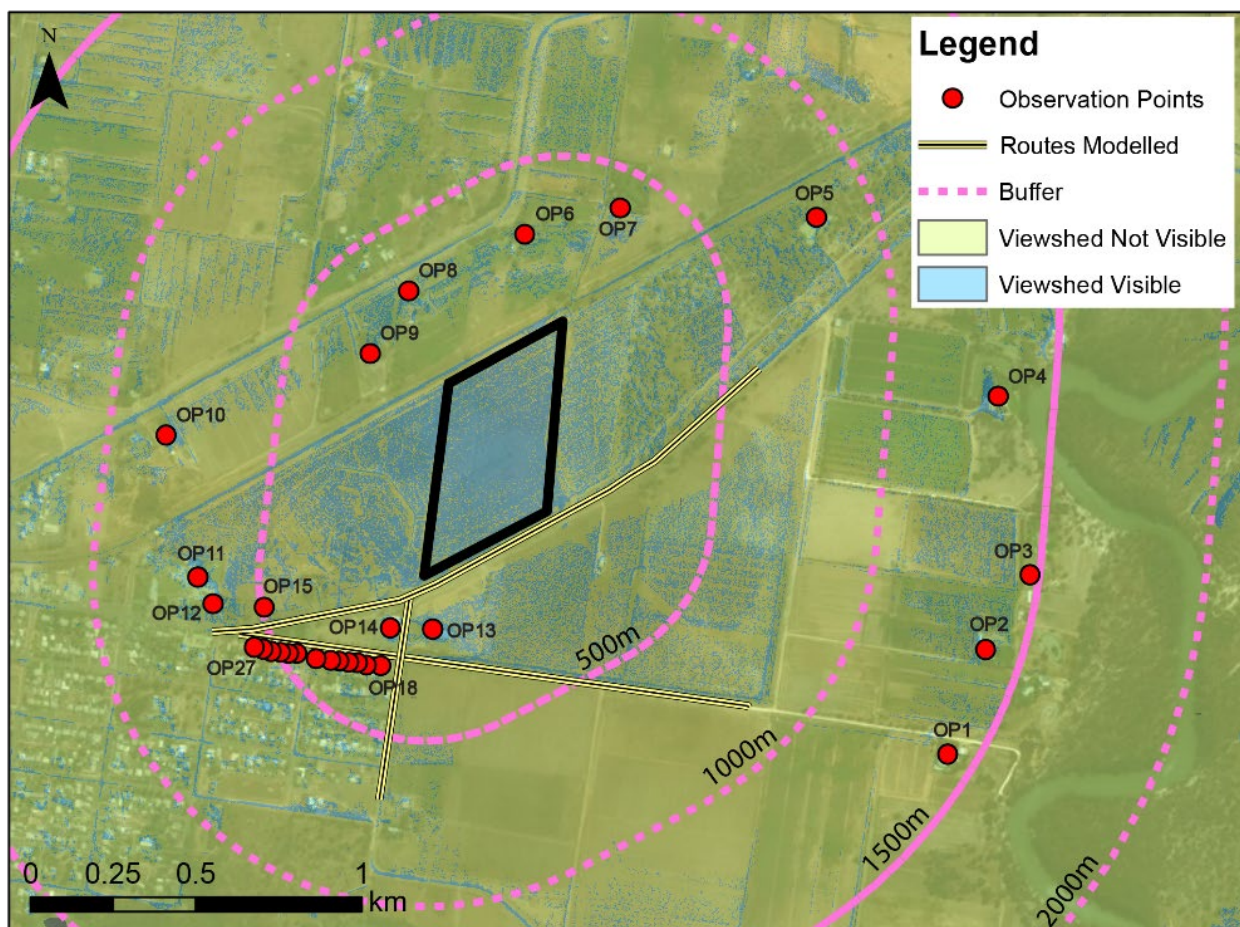 N
Legend
Observation Points
Routes Modelled
Buffer
Viewshed Not Visible
Viewshed Visible
OP5
OP6
OP7
OP8
OP9
OP4
OP10
OP3
OP11
OP15
OP12
OP14
OP13
OP2
500m
OP27
OP18
OP1
1000m
1500m
2000m
0 0.25 0.5 1
km